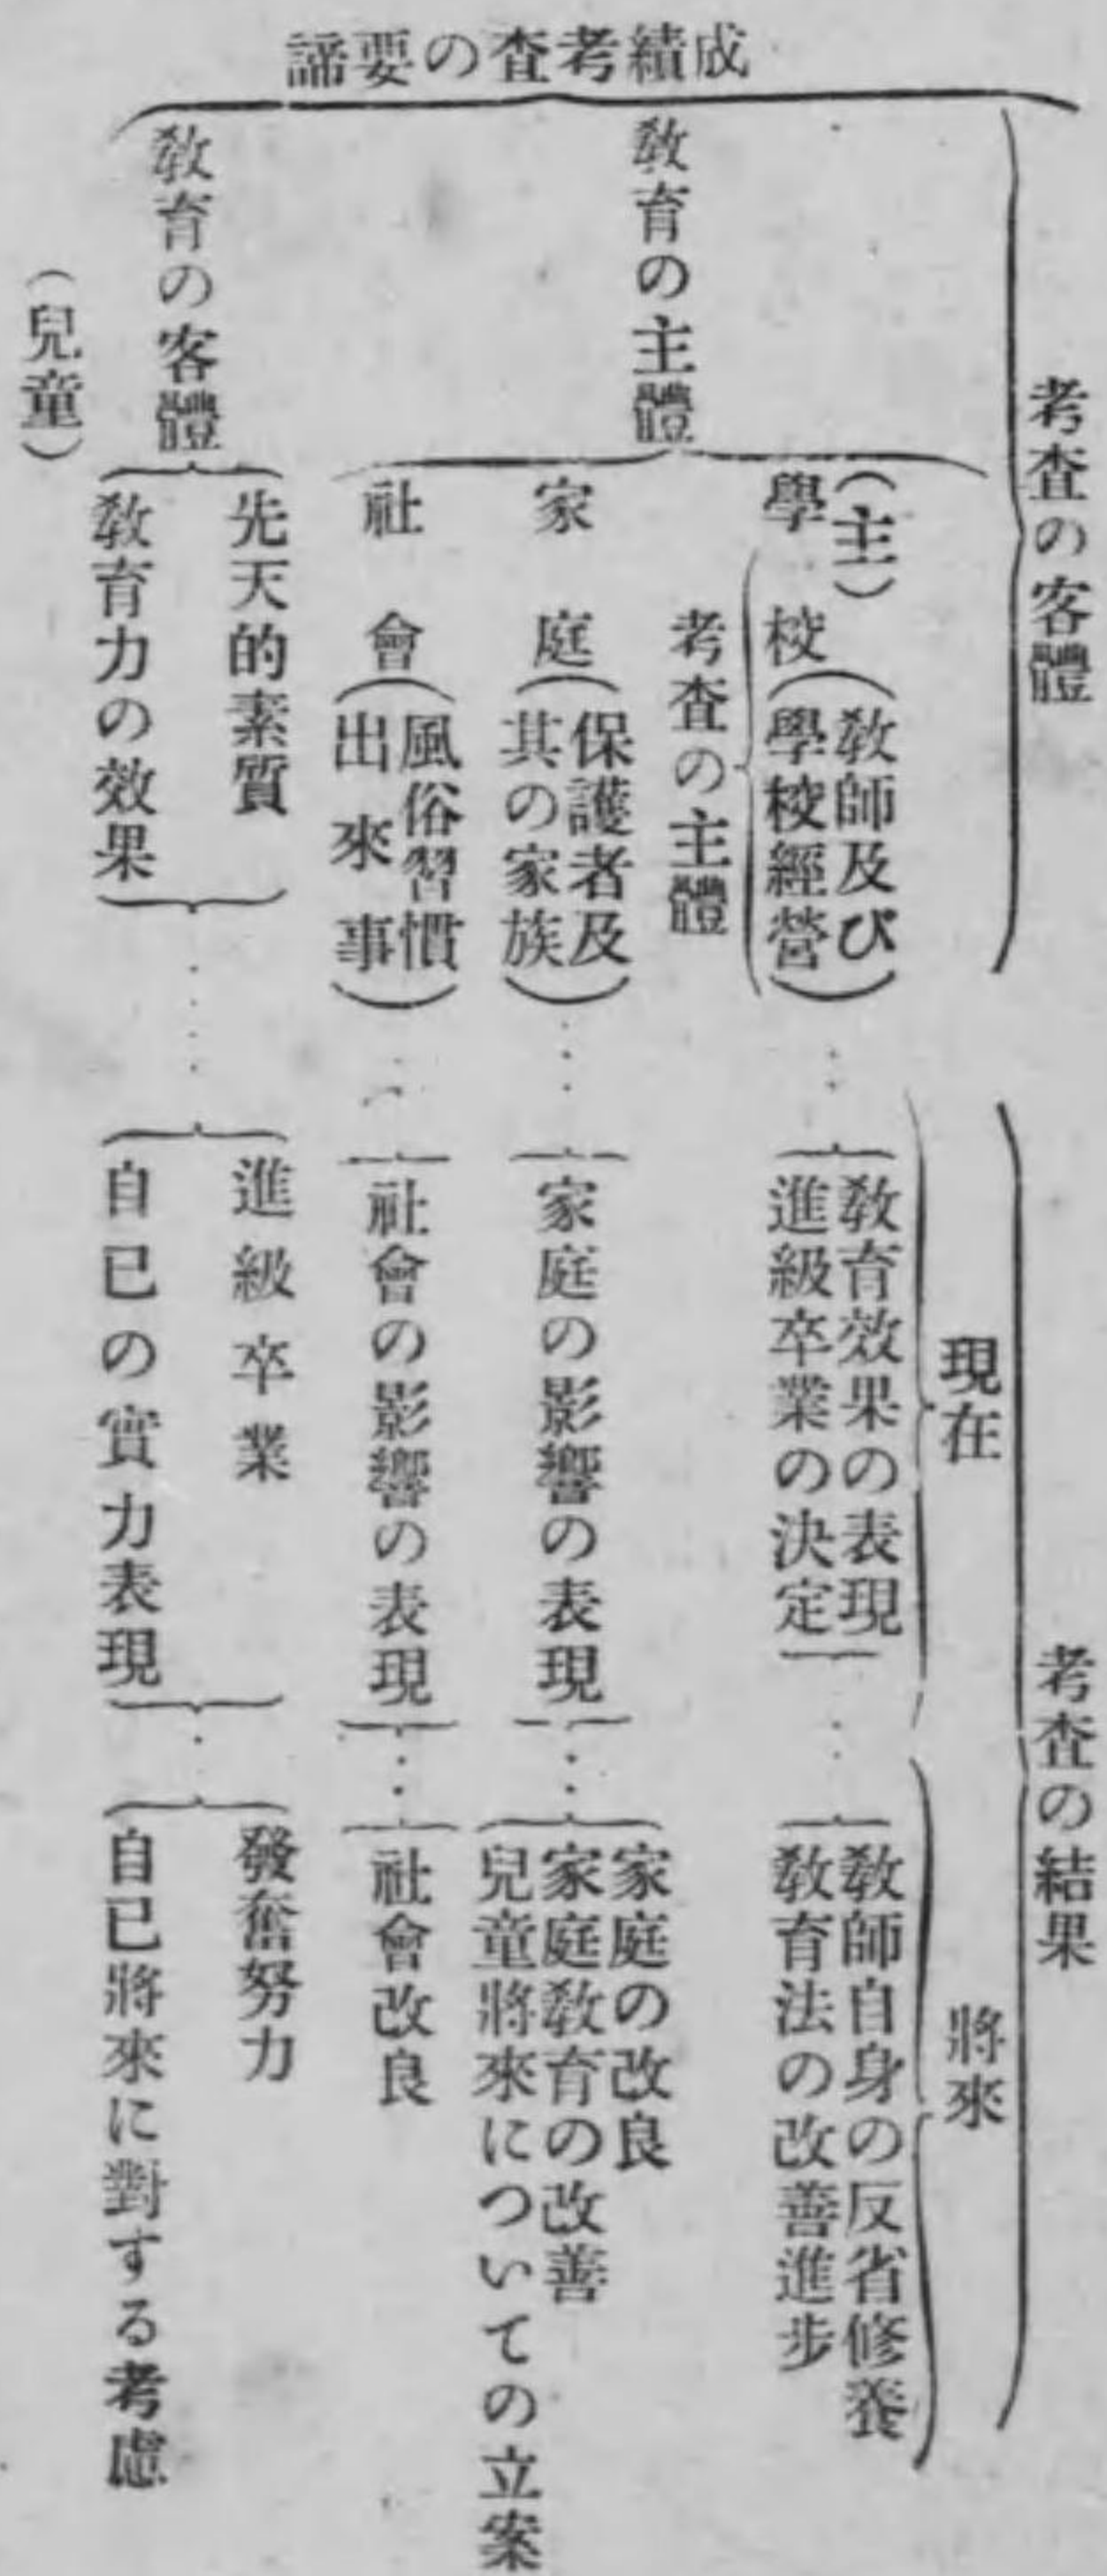 成績考査の要諦
考査の客體
考査の結果
現在
將來
教育の主體
(主)
學校(教師及び
學校經營)
考査の主體
教育效果の表現
進級卒業の決定
教師自身の反省修養
教育法の改善進步
家庭(保護者及
其の家族)
家庭の影響の表現
家庭の改良
家庭教育の改善
兒童將來についての立案
社會(風俗習慣
出來事)
社會の影響の表現
社會改良
教育の客體
(兒童)
先天的素質
教育力の效果
進級卒業
自已の實力表現
發奮努力
自已將來に對する考慮